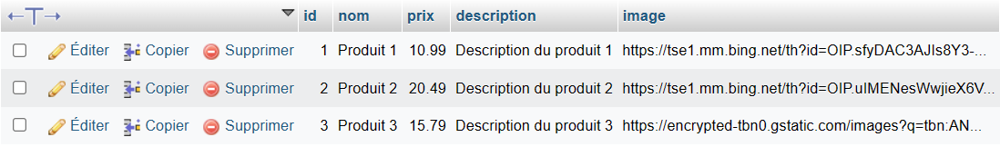 id nom prix description image
Éditer Copier Supprimer 1 Produit 1 10.99 Description du produit 1 https://tse1.mm.bing.net/th?id=OIP.sfyDAC3AJIs8Y3-...
Éditer Copier Supprimer 2 Produit 2 20.49 Description du produit 2 https://tse1.mm.bing.net/th?id=OIP.ulMENesWwjieX6V...
Éditer Copier Supprimer 3 Produit 3 15.79 Description du produit 3 https://encrypted-tbn0.gstatic.com/images?q=tbn:AN...